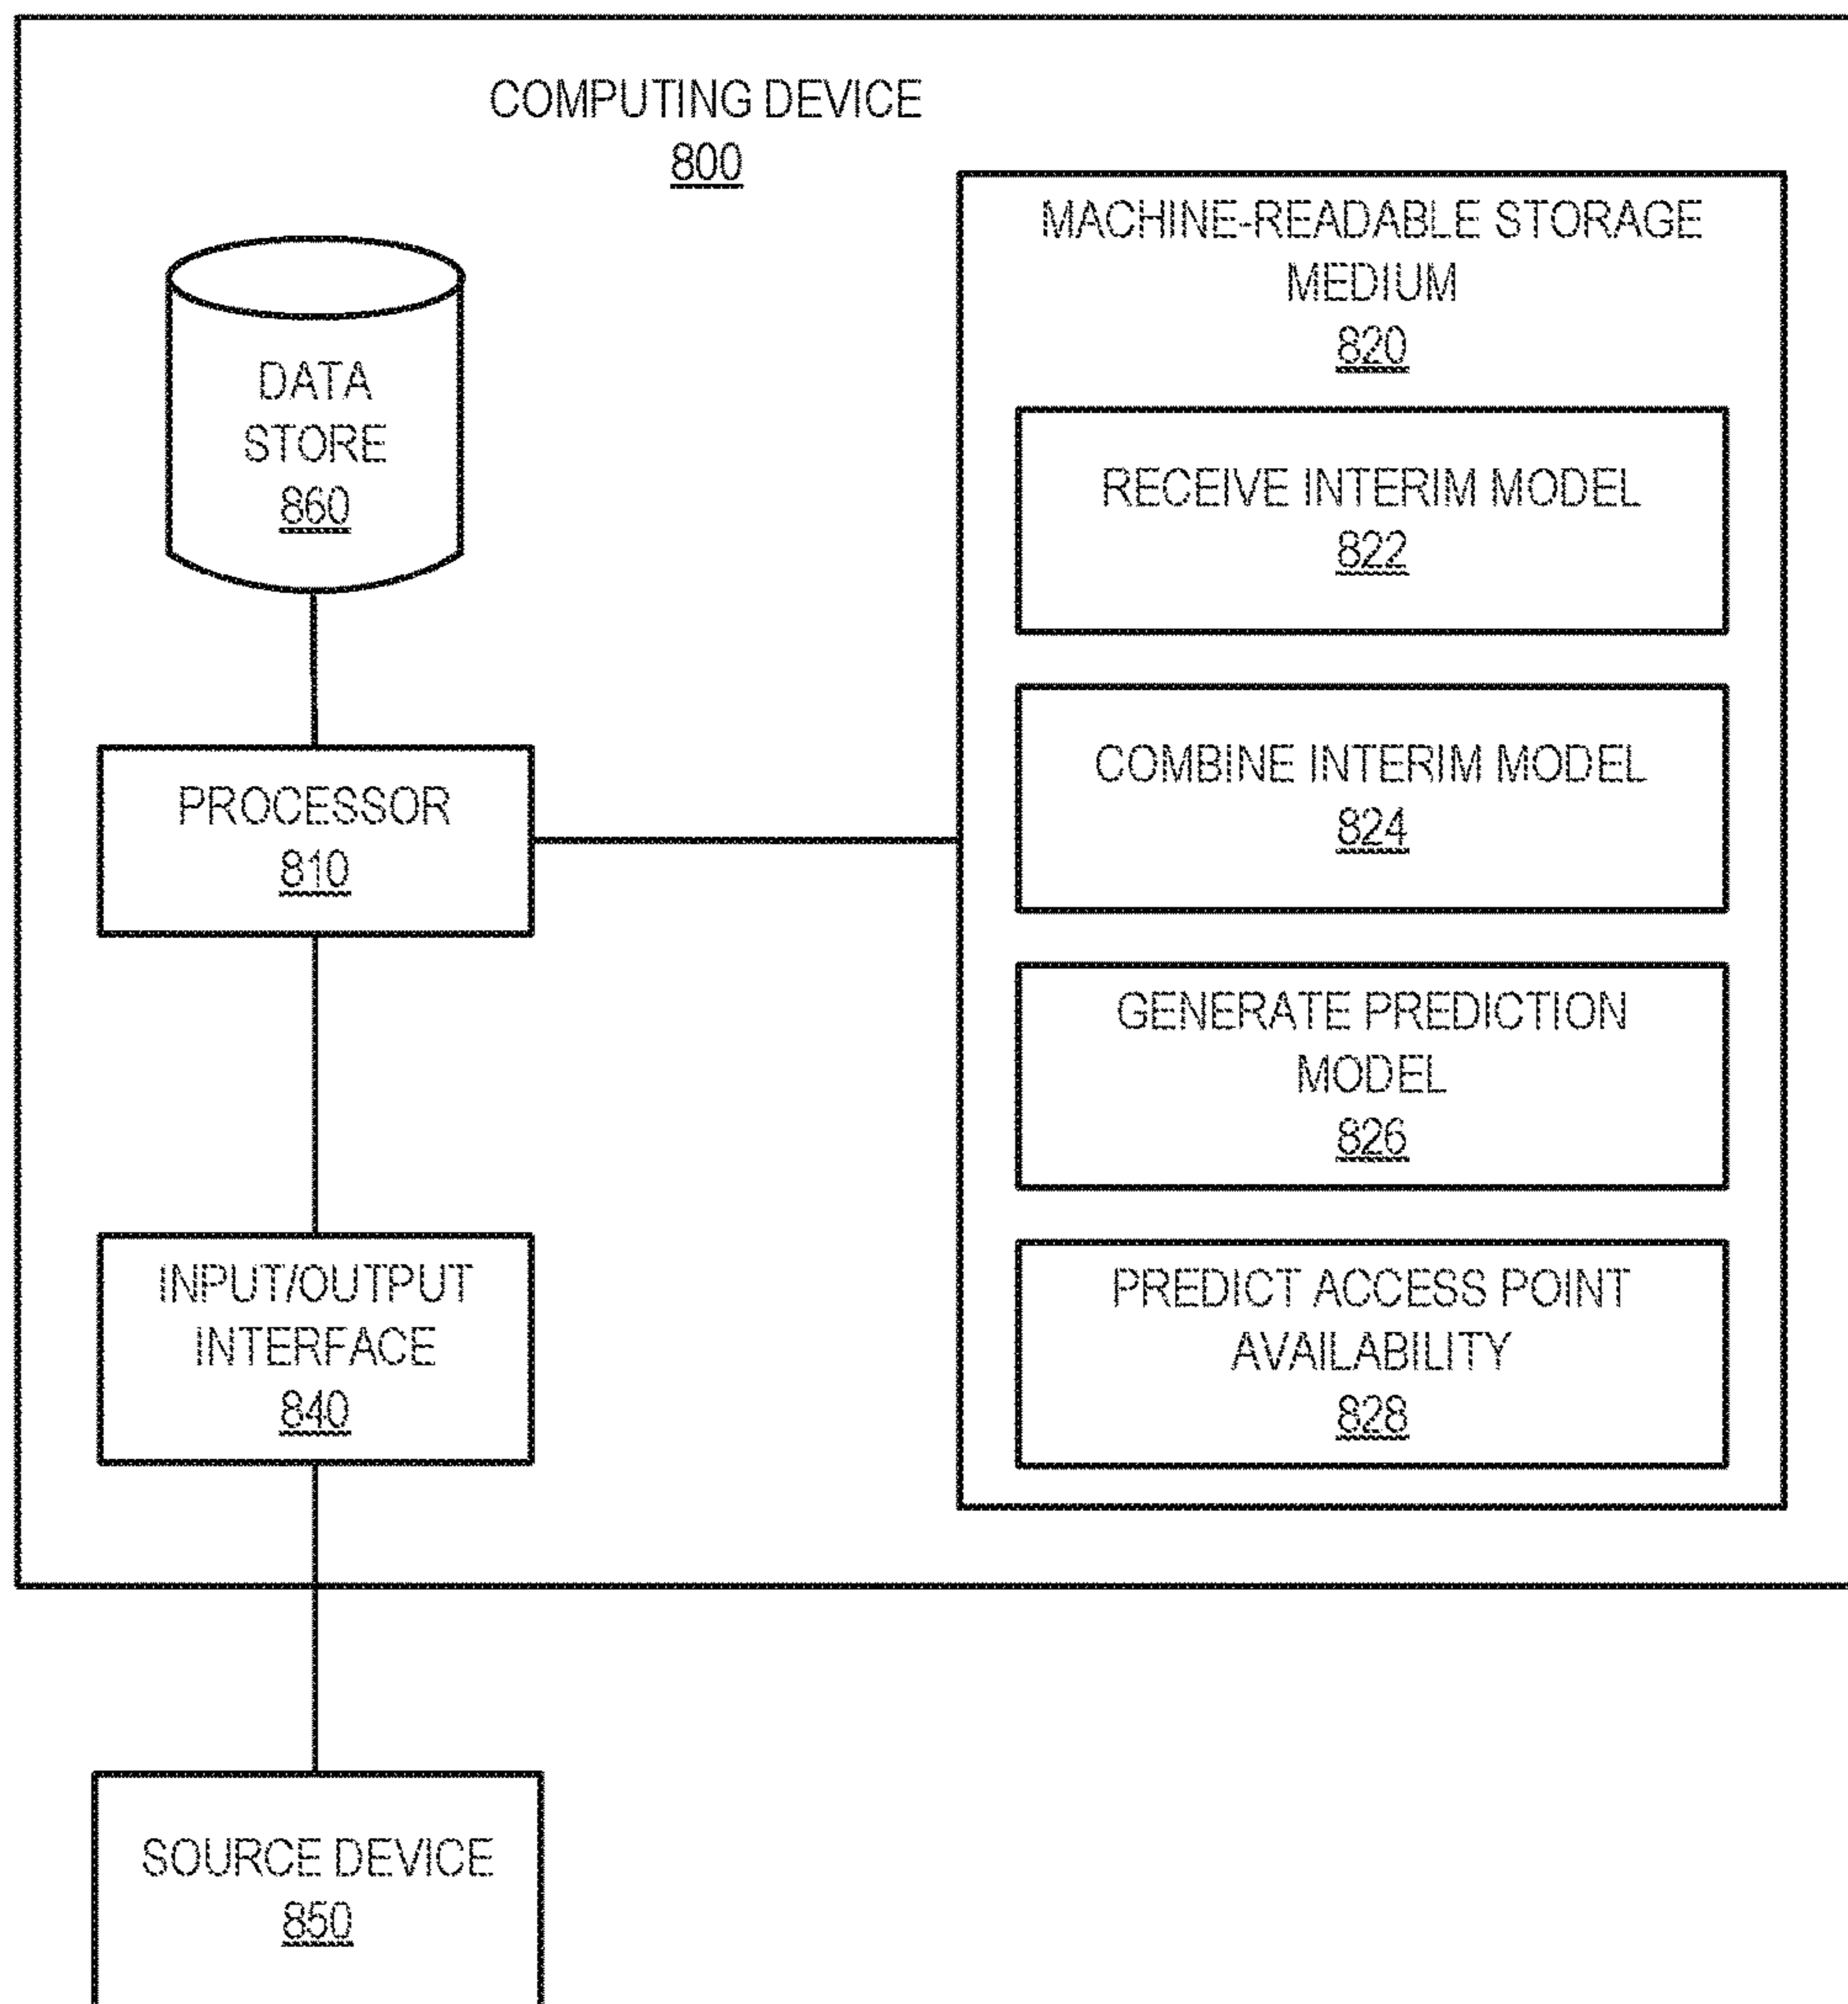 COMPUTING DEVICE
800
DATA
STORE
860
PROCESSOR
810
INPUT/OUTPUT
INTERFACE
840
MACHINE-READABLE STORAGE
MEDIUM
820
RECEIVE INTERIM MODEL
822
COMBINE INTERIM MODEL
824
GENERATE PREDICTION
MODEL
826
PREDICT ACCESS POINT
AVAILABILITY
828
SOURCE DEVICE
850